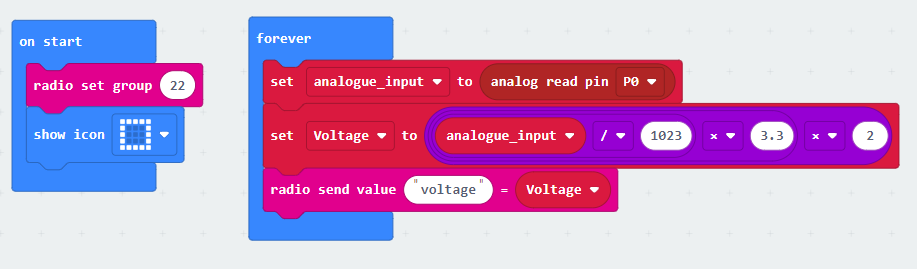 on start
radio set group 22
show icon
forever
set analogue_input to analog read pin P0
set Voltage to analogue_input / 1023 × 3.3 × 2
radio send value "voltage" = Voltage